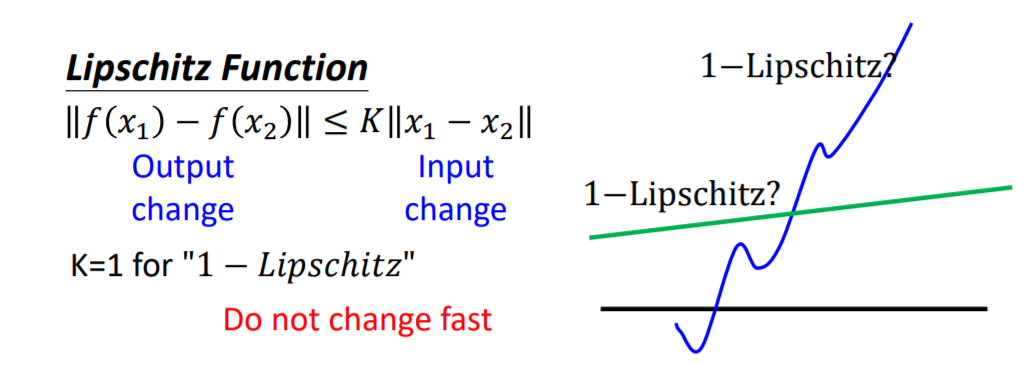 Lipschitz Function
‖f(x₁) − f(x₂)‖ ≤ K‖x₁ − x₂‖
Output change
Input change
K=1 for "1 − Lipschitz"
Do not change fast
1−Lipschitz?
1−Lipschitz?